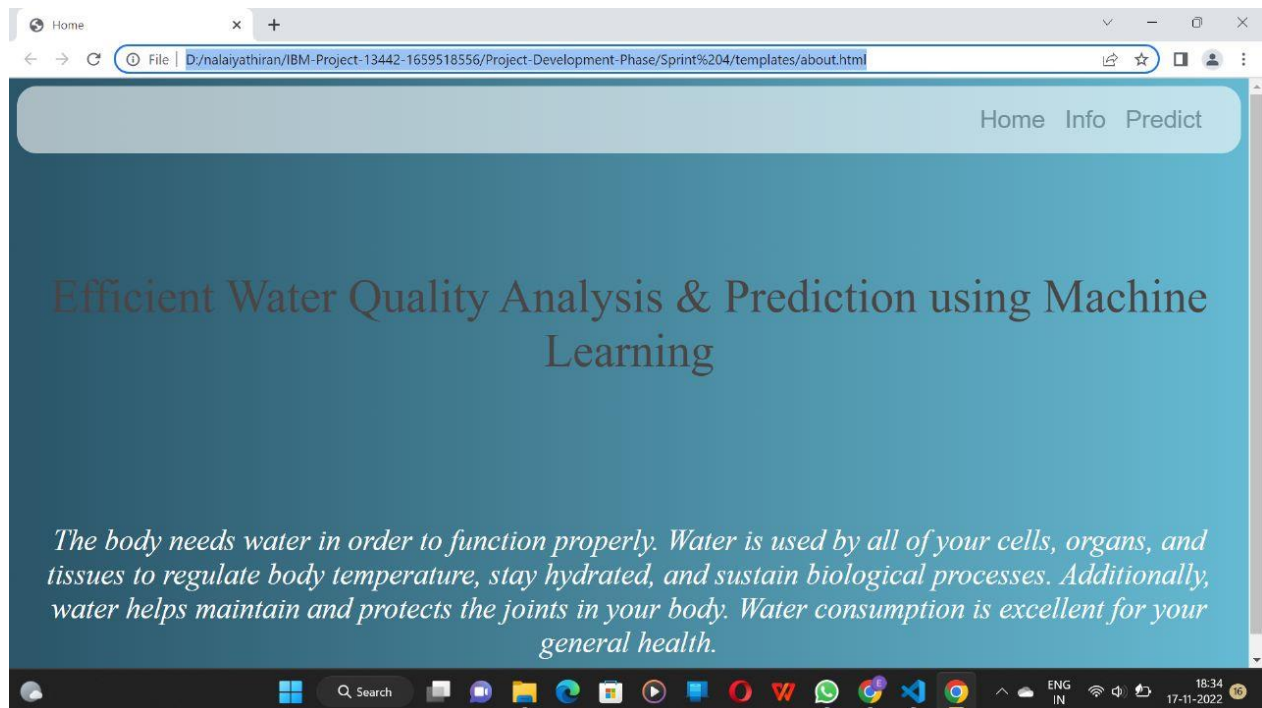 Home
File D:/nalaiyathiran/IBM-Project-13442-1659518556/Project-Development-Phase/Sprint%204/templates/about.html
Home Info Predict
Efficient Water Quality Analysis & Prediction using Machine
Learning
The body needs water in order to function properly. Water is used by all of your cells, organs, and
tissues to regulate body temperature, stay hydrated, and sustain biological processes. Additionally,
water helps maintain and protects the joints in your body. Water consumption is excellent for your
general health.
Search
ENG
IN
18:34
17-11-2022
16